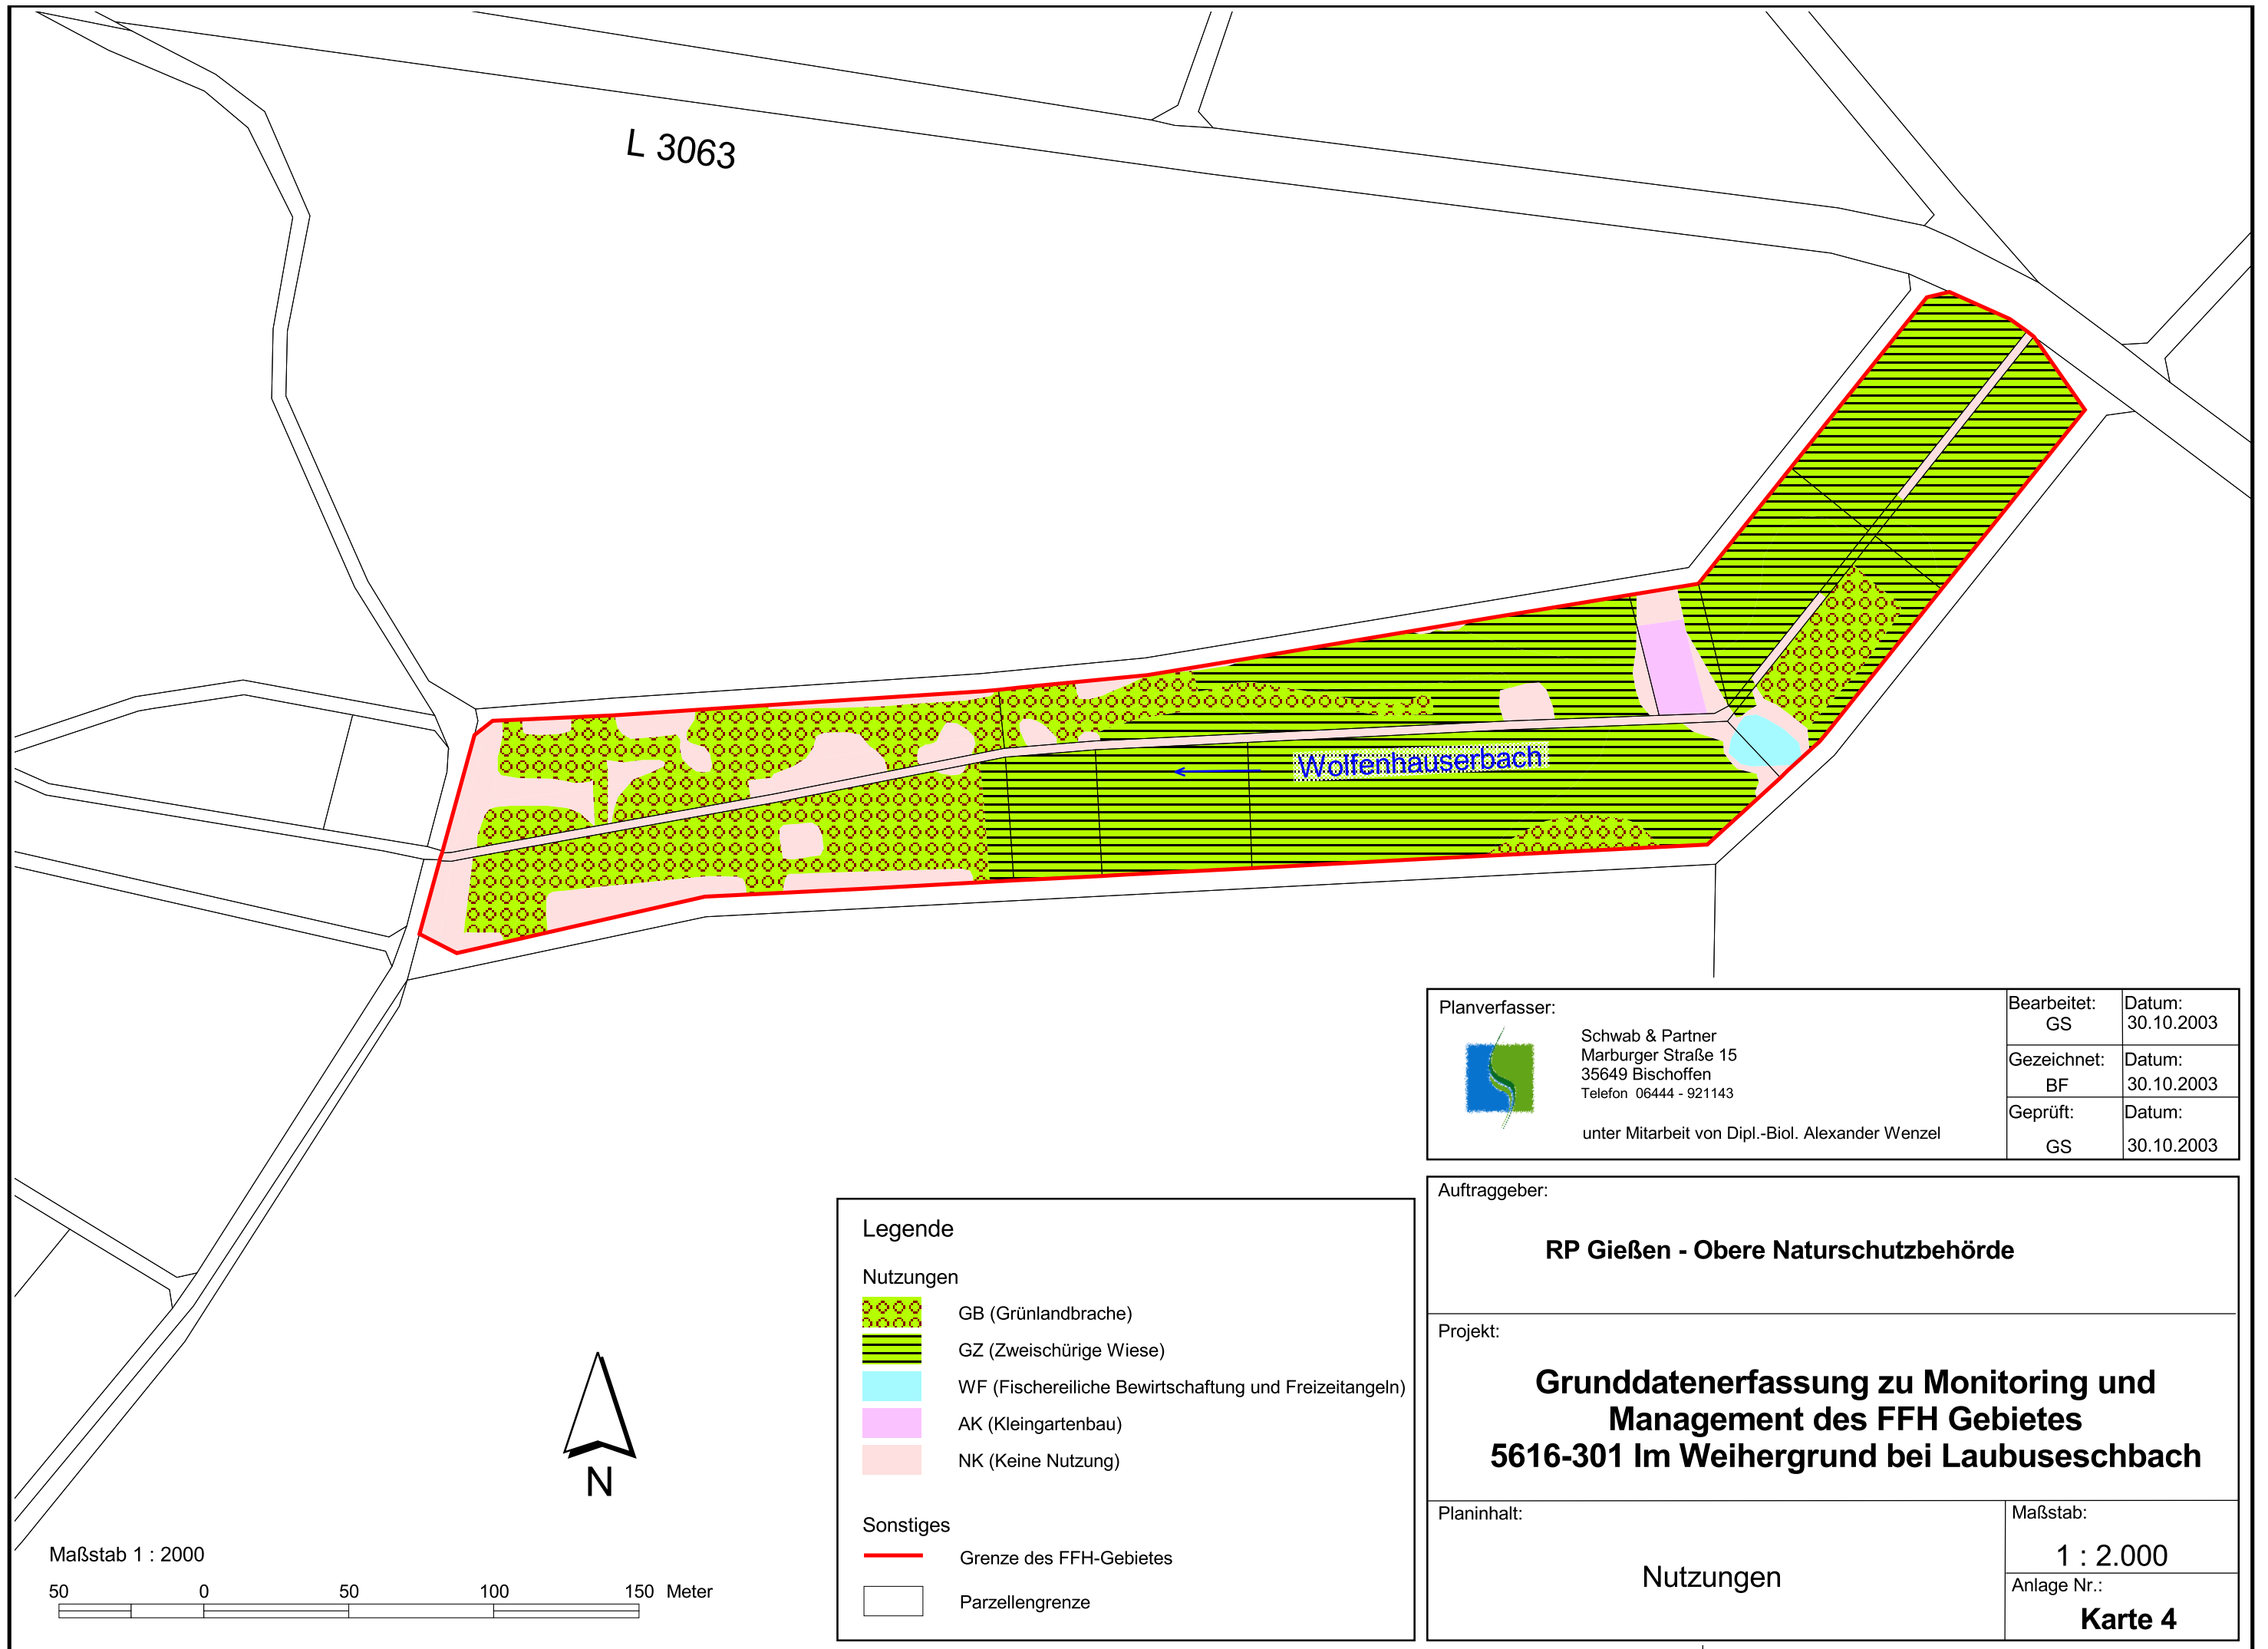 L 3063
Wolfenhauserbach
Planverfasser:
Schwab & Partner
Marburger Straße 15
35649 Bischoffen
Telefon 06444 - 921143
unter Mitarbeit von Dipl.-Biol. Alexander Wenzel
Bearbeitet:
GS
Datum:
30.10.2003
Gezeichnet:
BF
Datum:
30.10.2003
Geprüft:
GS
Datum:
30.10.2003
Auftraggeber:
RP Gießen - Obere Naturschutzbehörde
Projekt:
Grunddatenerfassung zu Monitoring und
Management des FFH Gebietes
5616-301 Im Weihergrund bei Laubuseschbach
Planinhalt:
Nutzungen
Maßstab:
1 : 2.000
Anlage Nr.:
Karte 4
Legende
Nutzungen
GB (Grünlandbrache)
GZ (Zweischürige Wiese)
WF (Fischereiliche Bewirtschaftung und Freizeitangeln)
AK (Kleingartenbau)
NK (Keine Nutzung)
Sonstiges
Grenze des FFH-Gebietes
Parzellengrenze
N
Maßstab 1 : 2000
50 0 50 100 150 Meter